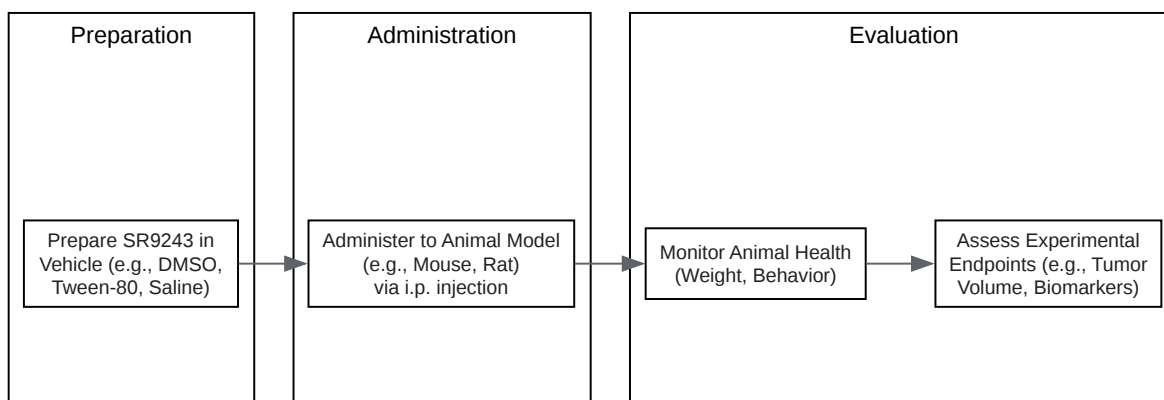 Preparation
Administration
Evaluation
Prepare SR9243 in
Vehicle (e.g., DMSO,
Tween-80, Saline)
Administer to Animal Model
(e.g., Mouse, Rat)
via i.p. injection
Monitor Animal Health
(Weight, Behavior)
Assess Experimental
Endpoints (e.g., Tumor
Volume, Biomarkers)